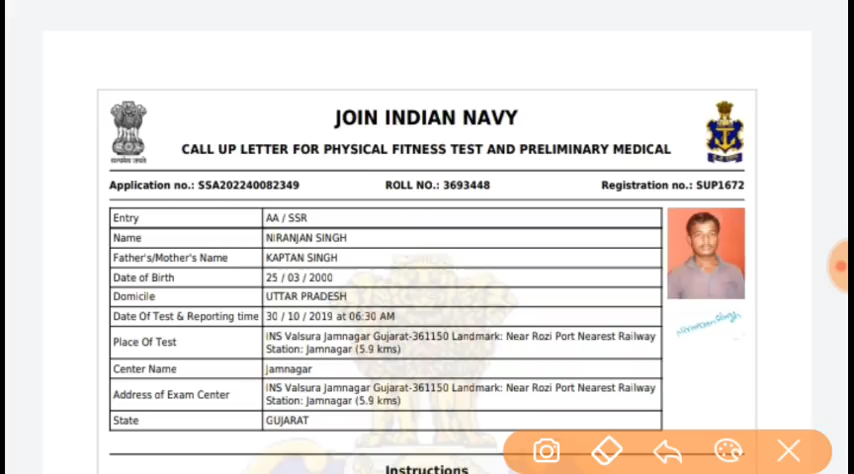 JOIN INDIAN NAVY
CALL UP LETTER FOR PHYSICAL FITNESS TEST AND PRELIMINARY MEDICAL
सत्यमेव जयते
Application no.: SSA202240082349 ROLL NO.: 3693448 Registration no.: SUP1672
Entry AA / SSR
Name NIRANJAN SINGH
Father's/Mother's Name KAPTAN SINGH
Date of Birth 25 / 03 / 2000
Domicile UTTAR PRADESH
Date Of Test & Reporting time 30 / 10 / 2019 at 06:30 AM
Place Of Test INS Valsura Jamnagar Gujarat-361150 Landmark: Near Rozi Port Nearest Railway
Station: Jamnagar (5.9 kms)
Center Name Jamnagar
Address of Exam Center INS Valsura Jamnagar Gujarat-361150 Landmark: Near Rozi Port Nearest Railway
Station: Jamnagar (5.9 kms)
State GUJARAT
Instructions